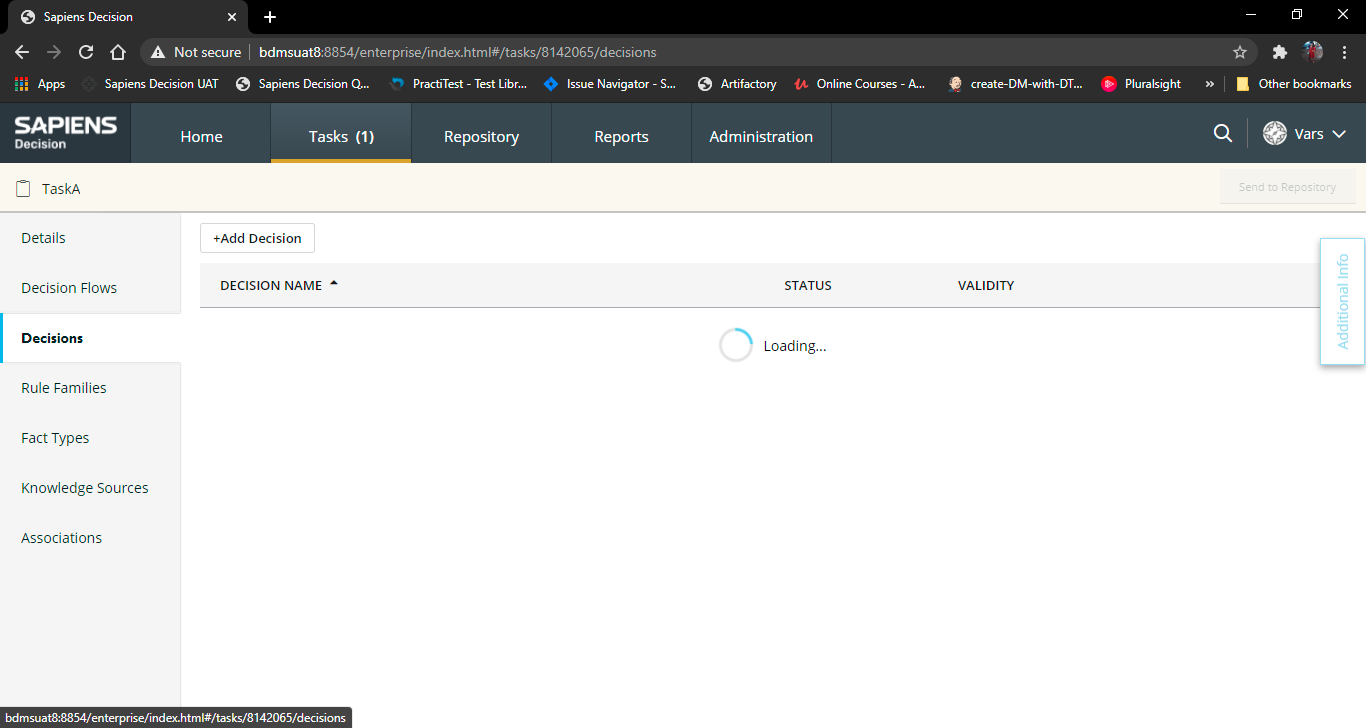 Sapiens Decision
Not secure
bdmsuat8:8854/enterprise/index.html#/tasks/8142065/decisions
Apps
Sapiens Decision UAT
Sapiens Decision Q...
PractiTest - Test Libr...
Issue Navigator - S...
Artifactory
Online Courses - A...
create-DM-with-DT...
Pluralsight
»
Other bookmarks
SAPIENS
Decision
Home
Tasks (1)
Repository
Reports
Administration
Vars
TaskA
Send to Repository
Details
Decision Flows
Decisions
Rule Families
Fact Types
Knowledge Sources
Associations
+Add Decision
DECISION NAME
STATUS
VALIDITY
Loading...
Additional Info
bdmsuat8:8854/enterprise/index.html#/tasks/8142065/decisions